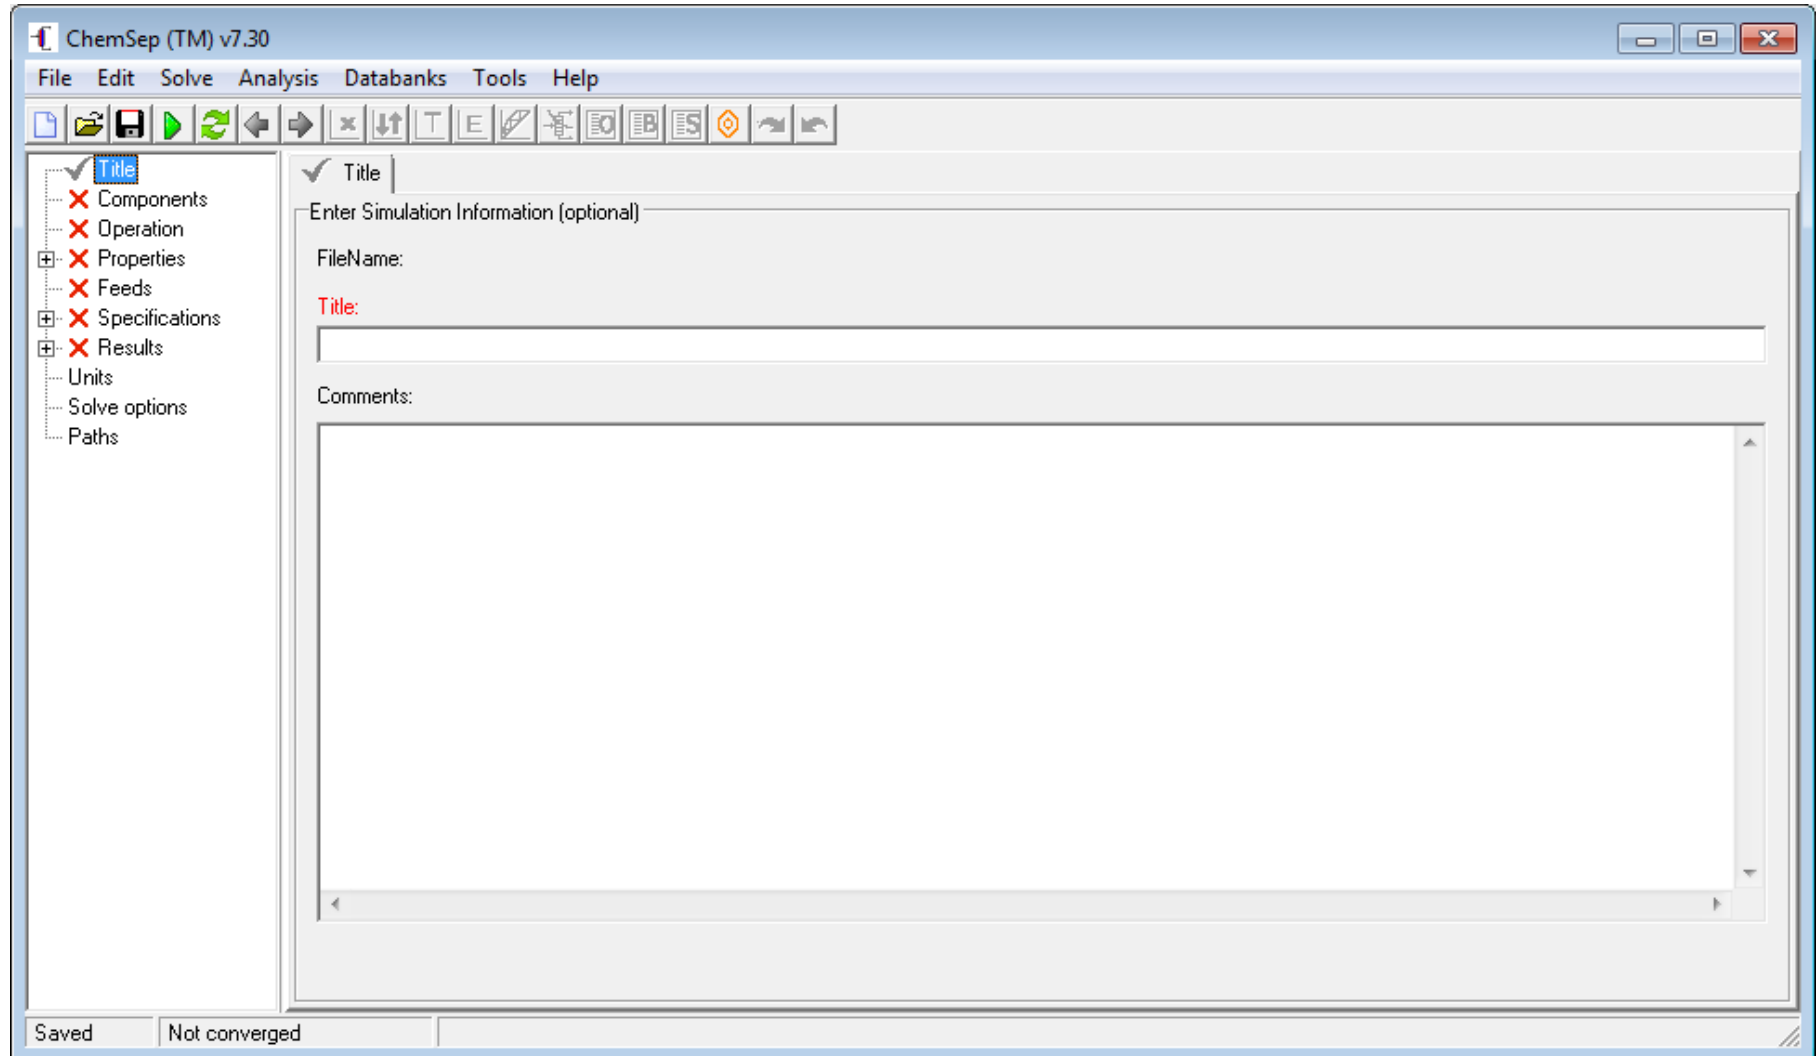 ChemSep (TM) v7.30
File Edit Solve Analysis Databanks Tools Help
T E O B S
Title
Components
Operation
Properties
Feeds
Specifications
Results
Units
Solve options
Paths
Title
Enter Simulation Information (optional)
FileName:
Title:
Comments:
Saved
Not converged